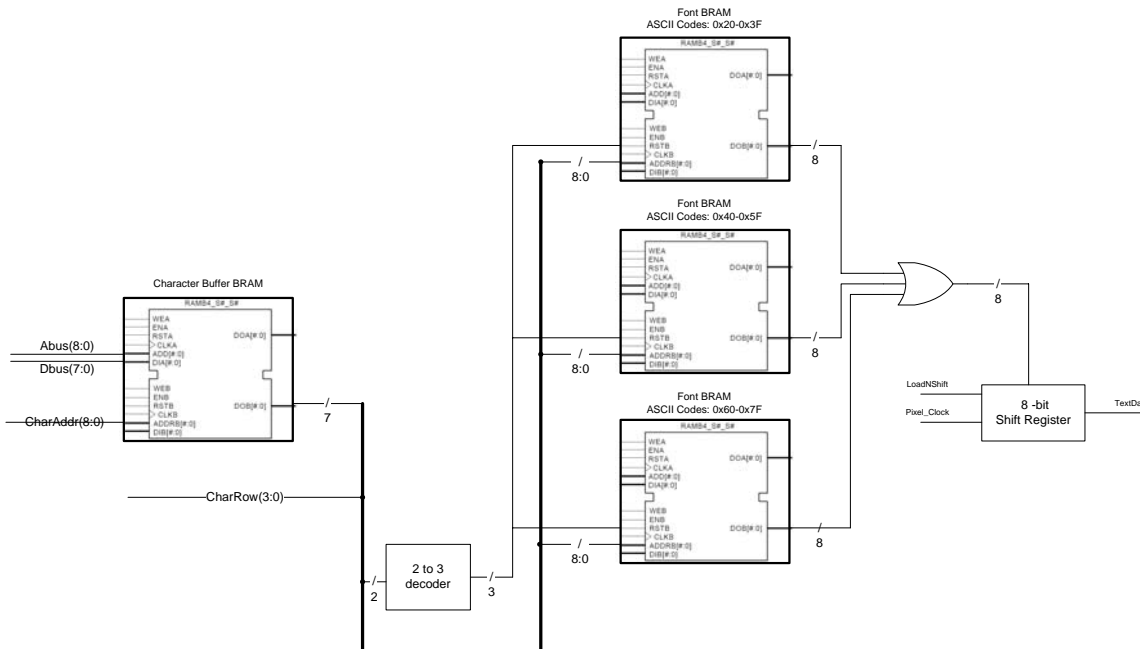 Font BRAM
ASCII Codes: 0x20-0x3F
RAMB4_S#_S#
WEA
ENA
RSTA
CLKA
ADD[#:0]
DIA[#:0]
DOA[#:0]
WEB
ENB
RSTB
CLKB
ADDRB[#:0]
DIB[#:0]
DOB[#:0]
8:0
8
Font BRAM
ASCII Codes: 0x40-0x5F
RAMB4_S#_S#
WEA
ENA
RSTA
CLKA
ADD[#:0]
DIA[#:0]
DOA[#:0]
WEB
ENB
RSTB
CLKB
ADDRB[#:0]
DIB[#:0]
DOB[#:0]
8:0
8
8
Character Buffer BRAM
RAMB4_S#_S#
WEA
ENA
RSTA
CLKA
ADD[#:0]
DIA[#:0]
DOA[#:0]
WEB
ENB
RSTB
CLKB
ADDRB[#:0]
DIB[#:0]
DOB[#:0]
Abus(8:0)
Dbus(7:0)
CharAddr(8:0)
7
CharRow(3:0)
2
2 to 3
decoder
3
Font BRAM
ASCII Codes: 0x60-0x7F
RAMB4_S#_S#
WEA
ENA
RSTA
CLKA
ADD[#:0]
DIA[#:0]
DOA[#:0]
WEB
ENB
RSTB
CLKB
ADDRB[#:0]
DIB[#:0]
DOB[#:0]
8:0
8
LoadNShift
Pixel_Clock
8 -bit
Shift Register
TextDa